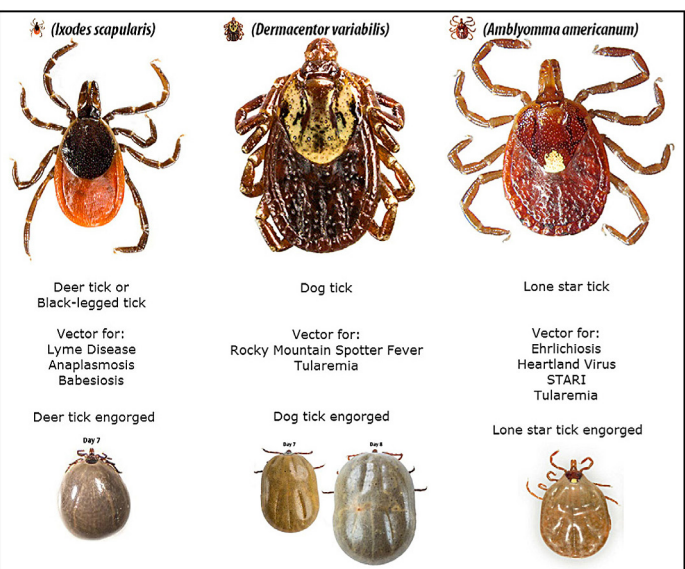 (Ixodes scapularis)
(Dermacentor variabilis)
(Amblyomma americanum)
Deer tick or
Black-legged tick
Dog tick
Lone star tick
Vector for:
Lyme Disease
Anaplasmosis
Babesiosis
Vector for:
Rocky Mountain Spotter Fever
Tularemia
Vector for:
Ehrlichiosis
Heartland Virus
STARI
Tularemia
Deer tick engorged
Day 7
Dog tick engorged
Day 7
Day 8
Lone star tick engorged